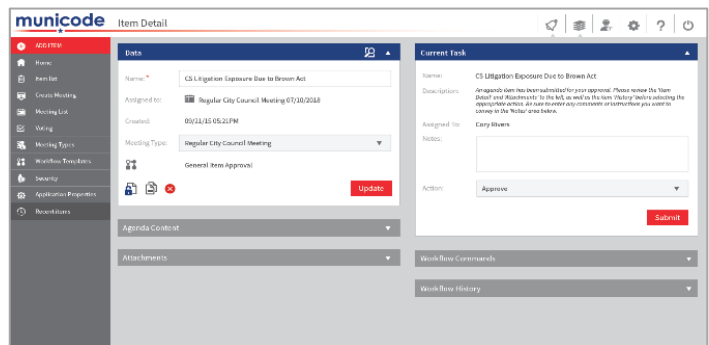 municode
Item Detail
ADD ITEM
Home
Item list
Create Meeting
Meeting List
Voting
Meeting Types
Workflow Templates
Security
Application Properties
Recent items
Data
Name: *
CS Litigation Exposure Due to Brown Act
Assigned to:
Regular City Council Meeting 07/10/2018
Created:
09/21/15 05:21PM
Meeting Type:
Regular City Council Meeting
General Item Approval
Update
Agenda Content
Attachments
Current Task
Name:
CS Litigation Exposure Due to Brown Act
Description:
An agenda item has been submitted for your approval. Please review the 'Item
Detail' and 'Attachments' to the left, as well as the item 'History' before selecting the
appropriate action. Be sure to enter any comments or instructions you want to
convey in the 'Notes' area below.
Assigned To:
Cory Rivers
Notes:
Action:
Approve
Submit
Workflow Commands
Workflow History